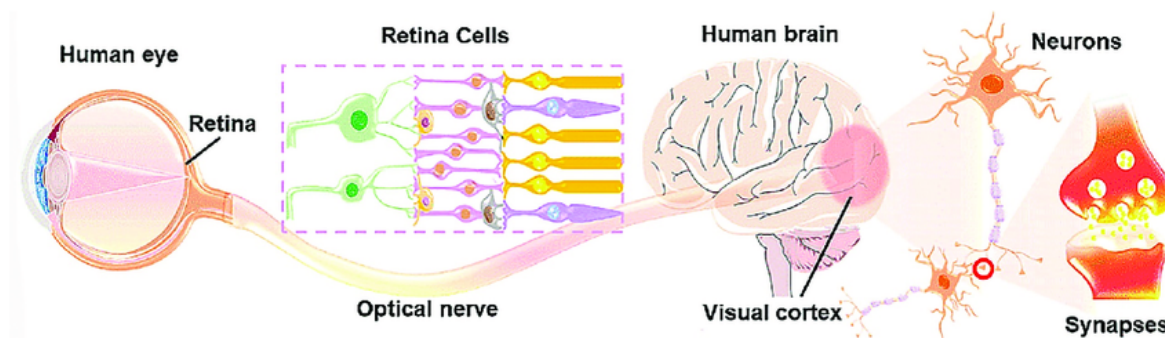 Human eye
Retina
Retina Cells
Optical nerve
Human brain
Visual cortex
Neurons
Synapses